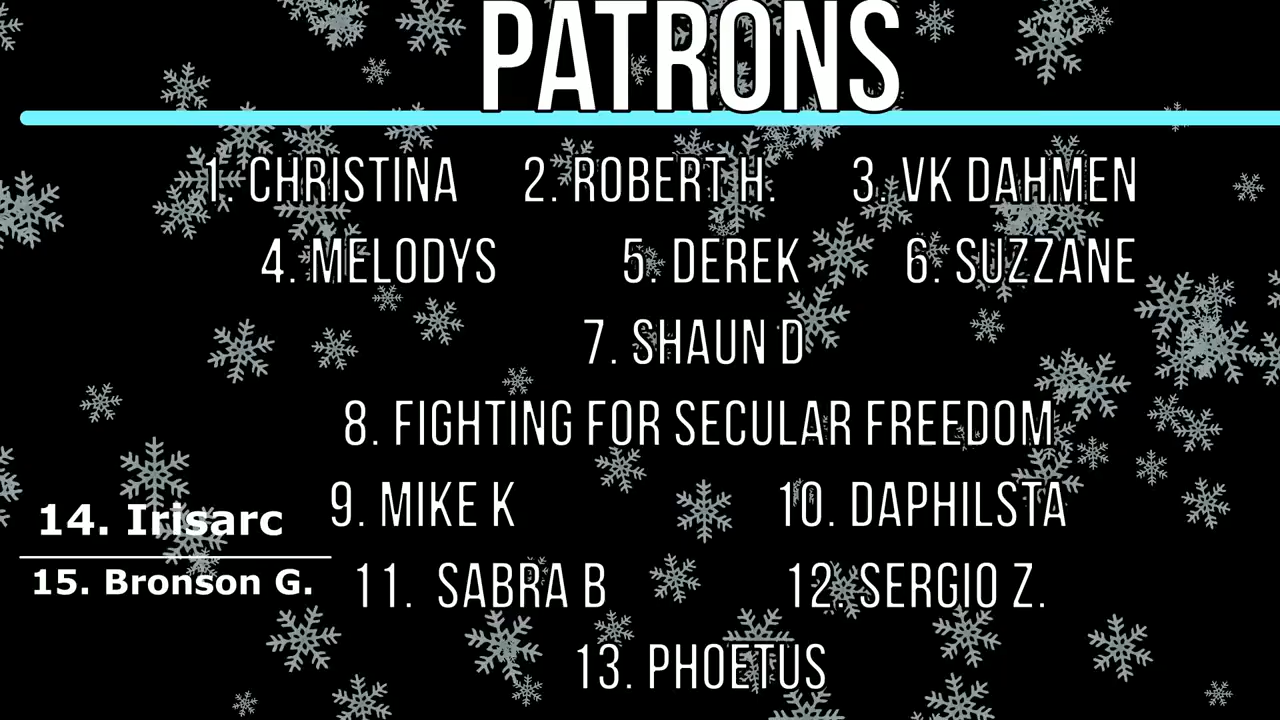 PATRONS
1. CHRISTINA 2. ROBERT H. 3. VK DAHMEN
4. MELODYS 5. DEREK 6. SUZZANE
7. SHAUN D
8. FIGHTING FOR SECULAR FREEDOM
9. MIKE K 10. DAPHILSTA
11. SABRA B 12. SERGIO Z.
13. PHOETUS
14. Irisarc
15. Bronson G.